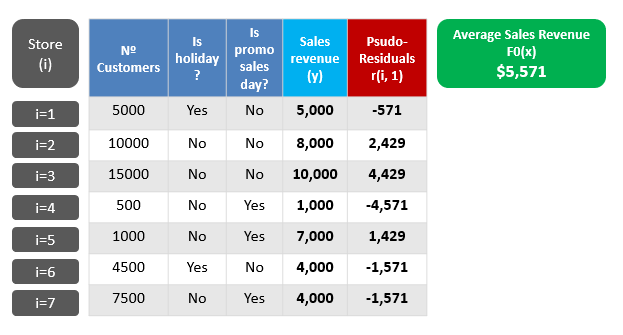 Store
(i)
Nº
Customers
Is
holiday
?
Is
promo
sales
day?
Sales
revenue
(y)
Psudo-
Residuals
r(i, 1)
Average Sales Revenue
F0(x)
$5,571
i=1 5000 Yes No 5,000 -571
i=2 10000 No No 8,000 2,429
i=3 15000 No No 10,000 4,429
i=4 500 No Yes 1,000 -4,571
i=5 1000 No Yes 7,000 1,429
i=6 4500 Yes No 4,000 -1,571
i=7 7500 No Yes 4,000 -1,571